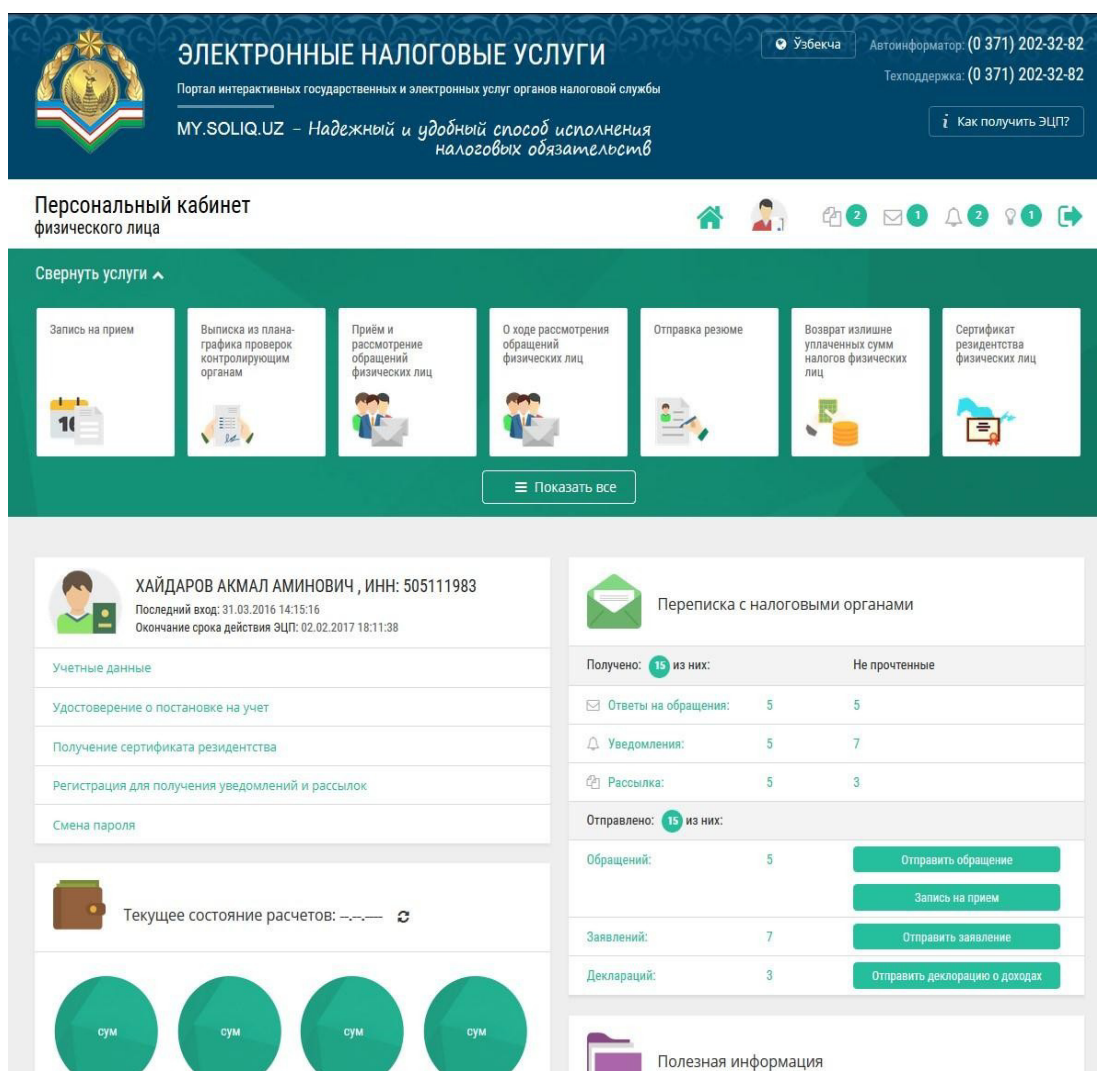 ЭЛЕКТРОННЫЕ НАЛОГОВЫЕ УСЛУГИ
Портал интерактивных государственных и электронных услуг органов налоговой службы
MY.SOLIQ.UZ – Надежный и удобный способ исполнения
налоговых обязательств
Ўзбекча
Автоинформатор: (0 371) 202-32-82
Техподдержка: (0 371) 202-32-82
i Как получить ЭЦП?
Персональный кабинет
физического лица
2 1 2 1
Свернуть услуги
Запись на прием
10
Выписка из плана-
графика проверок
контролирующим
органам
Приём и
рассмотрение
обращений
физических лиц
О ходе рассмотрения
обращений
физических лиц
Отправка резюме
Возврат излишне
уплаченных сумм
налогов физических
лиц
Сертификат
резидентства
физических лиц
Показать все
ХАЙДАРОВ АКМАЛ АМИНОВИЧ , ИНН: 505111983
Последний вход: 31.03.2016 14:15:16
Окончание срока действия ЭЦП: 02.02.2017 18:11:38
Учетные данные
Удостоверение о постановке на учет
Получение сертификата резидентства
Регистрация для получения уведомлений и рассылок
Смена пароля
Текущее состояние расчетов: --.--.----
сум сум сум сум
Переписка с налоговыми органами
Получено: 15 из них: Не прочтенные
Ответы на обращения: 5 5
Уведомления: 5 7
Рассылка: 5 3
Отправлено: 15 из них:
Обращений: 5 Отправить обращение
Запись на прием
Заявлений: 7 Отправить заявление
Деклараций: 3 Отправить деклорацию о доходах
Полезная информация